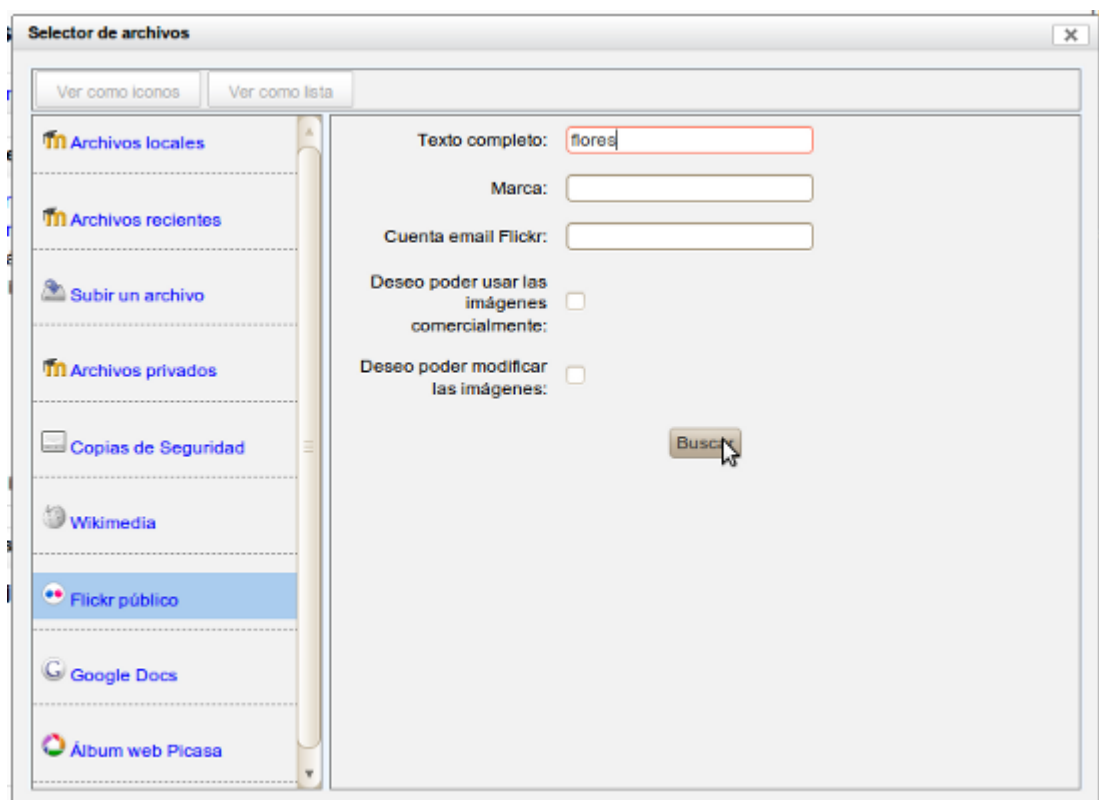 Selector de archivos
Ver como iconos
Ver como lista
Archivos locales
Archivos recientes
Subir un archivo
Archivos privados
Copias de Seguridad
Wikimedia
Flickr público
Google Docs
Álbum web Picasa
Texto completo:
flores
Marca:
Cuenta email Flickr:
Deseo poder usar las
imágenes
comercialmente:
Deseo poder modificar
las imágenes:
Buscar